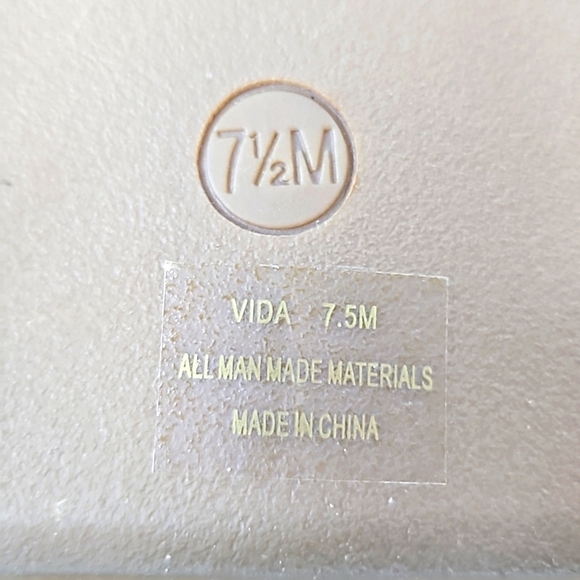 7½M
VIDA 7.5M
ALL MAN MADE MATERIALS
MADE IN CHINA